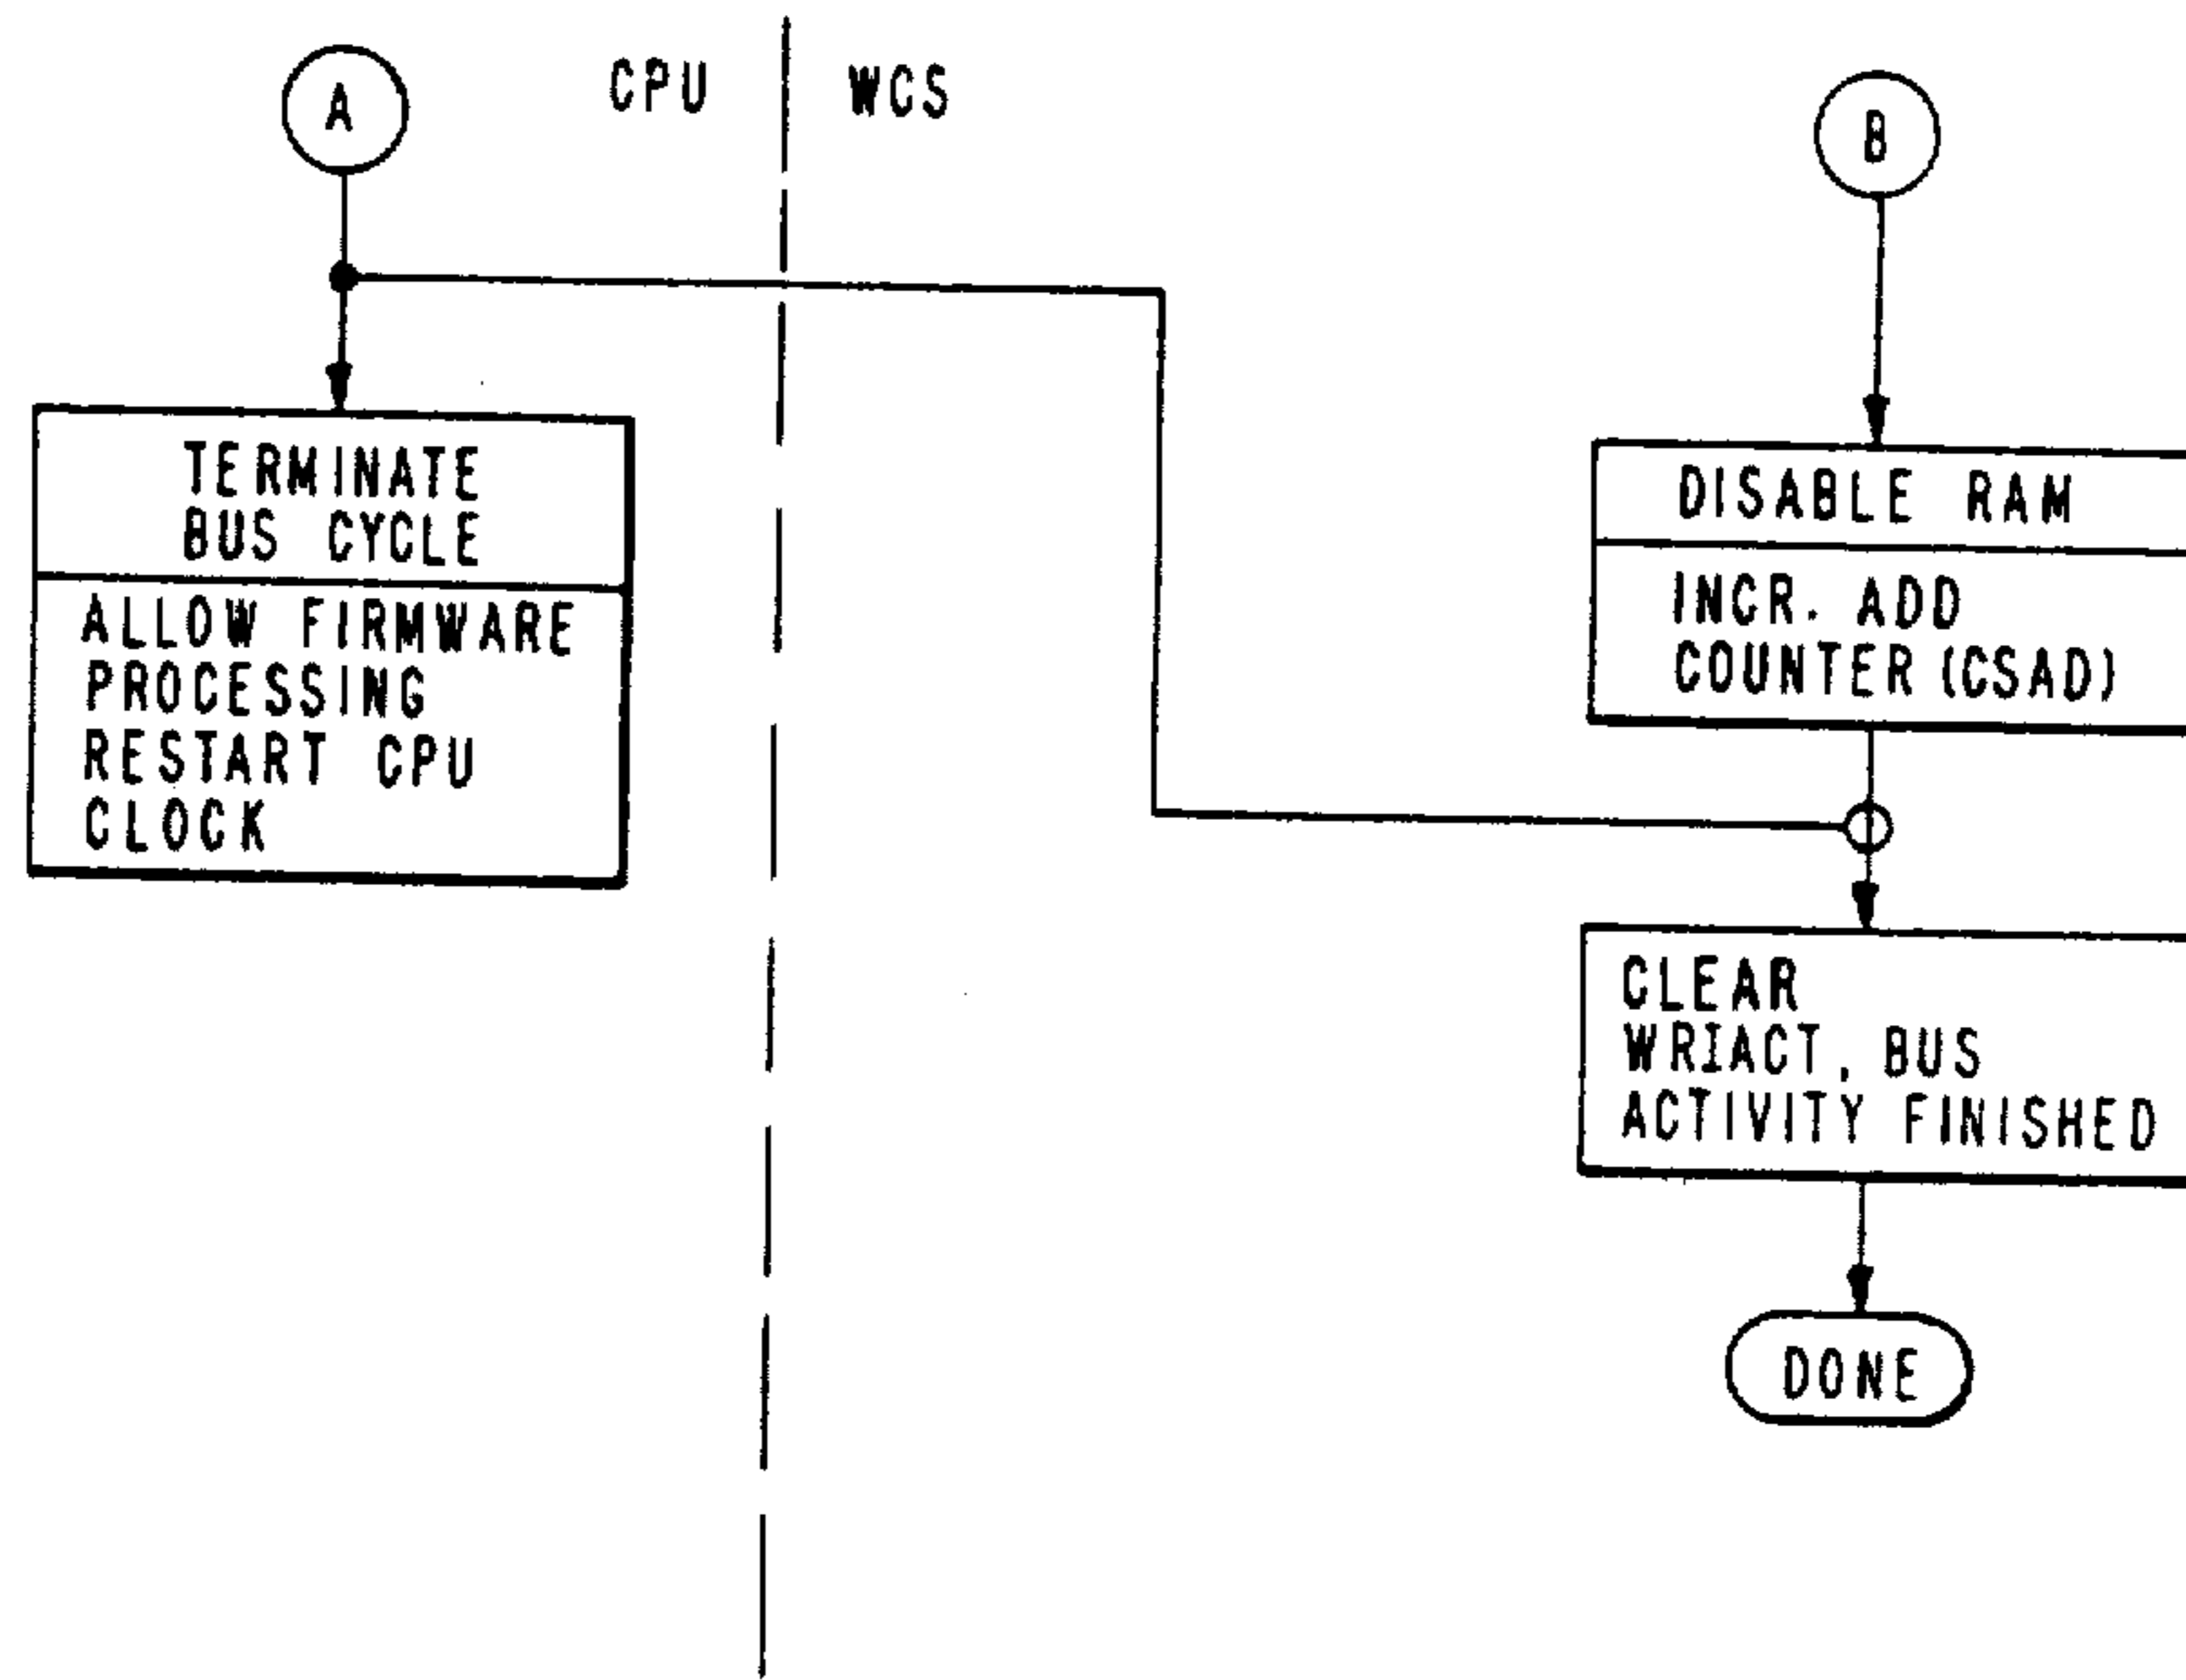 A
CPU
WCS
B
TERMINATE
BUS CYCLE
ALLOW FIRMWARE
PROCESSING
RESTART CPU
CLOCK
DISABLE RAM
INCR. ADD
COUNTER (CSAD)
CLEAR
WRIACT, BUS
ACTIVITY FINISHED
DONE